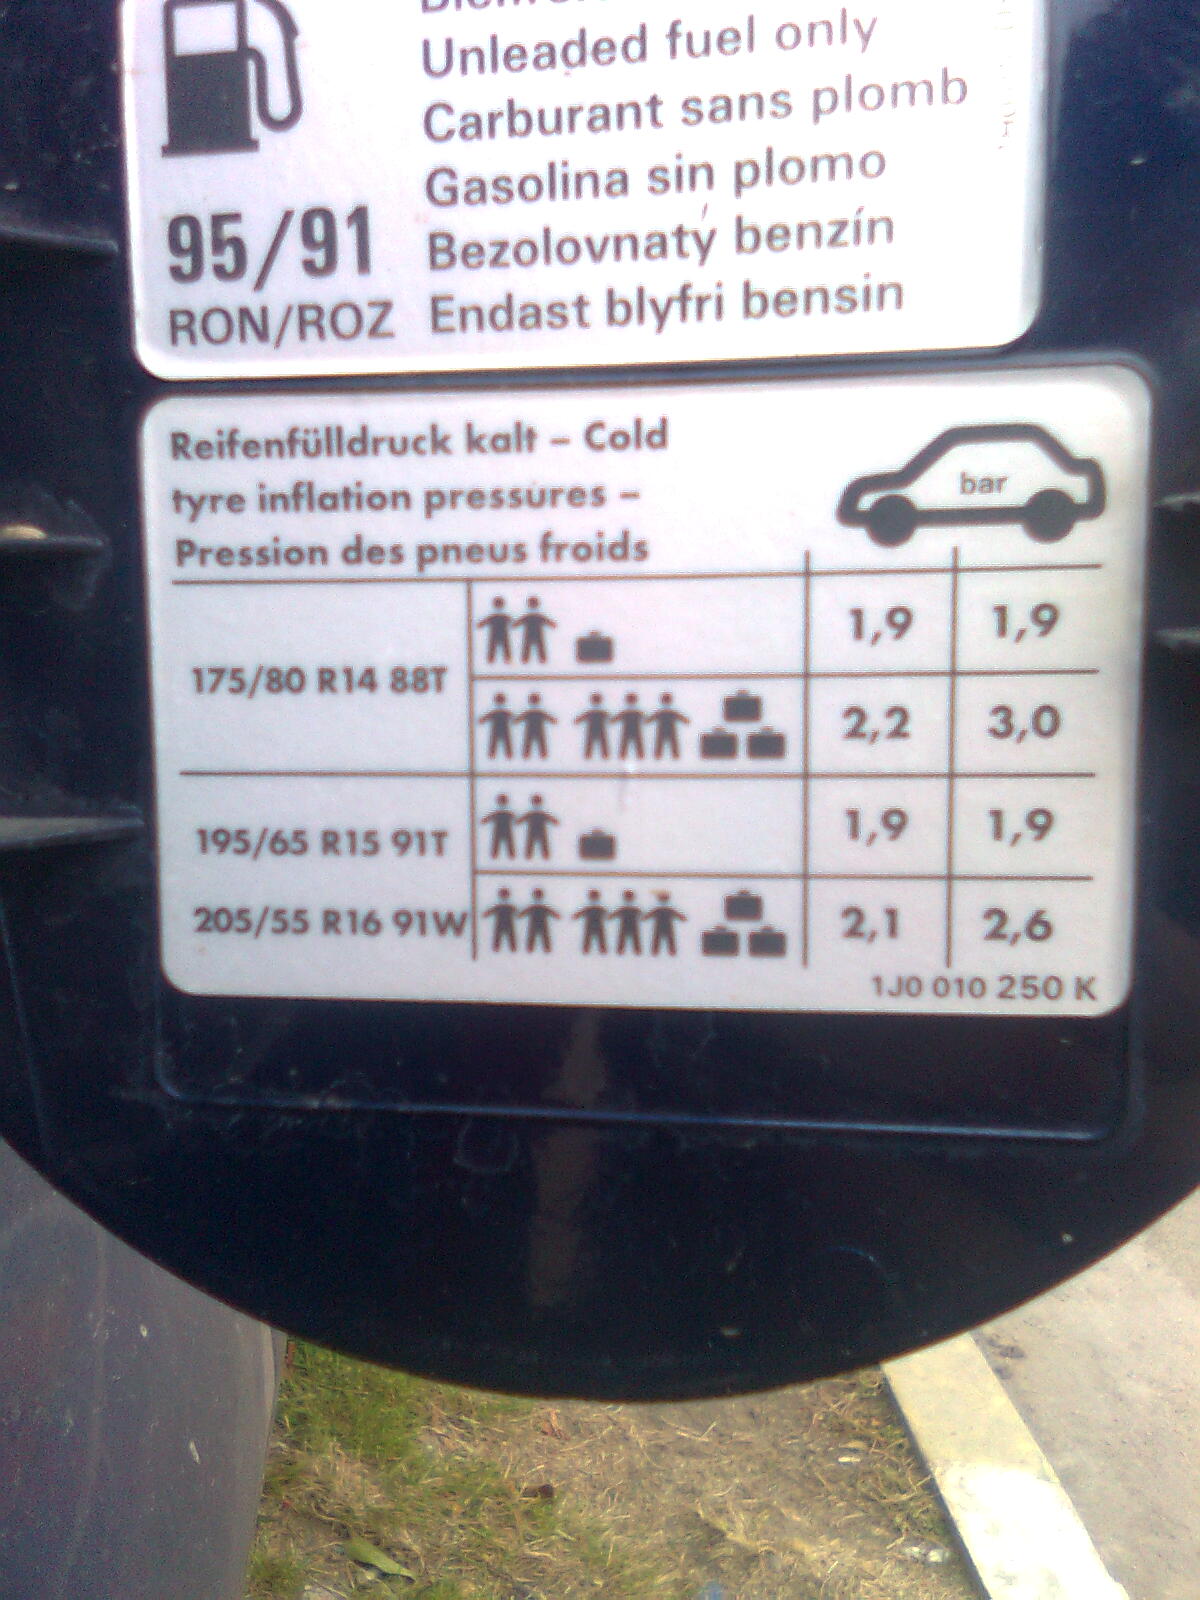 Unleaded fuel only
Carburant sans plomb
Gasolina sin plomo
95/91 Bezolovnatý benzín
RON/ROZ Endast blyfri bensin
Reifenfülldruck kalt – Cold
tyre inflation pressures –
Pression des pneus froids
bar
175/80 R14 88T
1,9 1,9
2,2 3,0
195/65 R15 91T
1,9 1,9
205/55 R16 91W
2,1 2,6
1J0 010 250 K